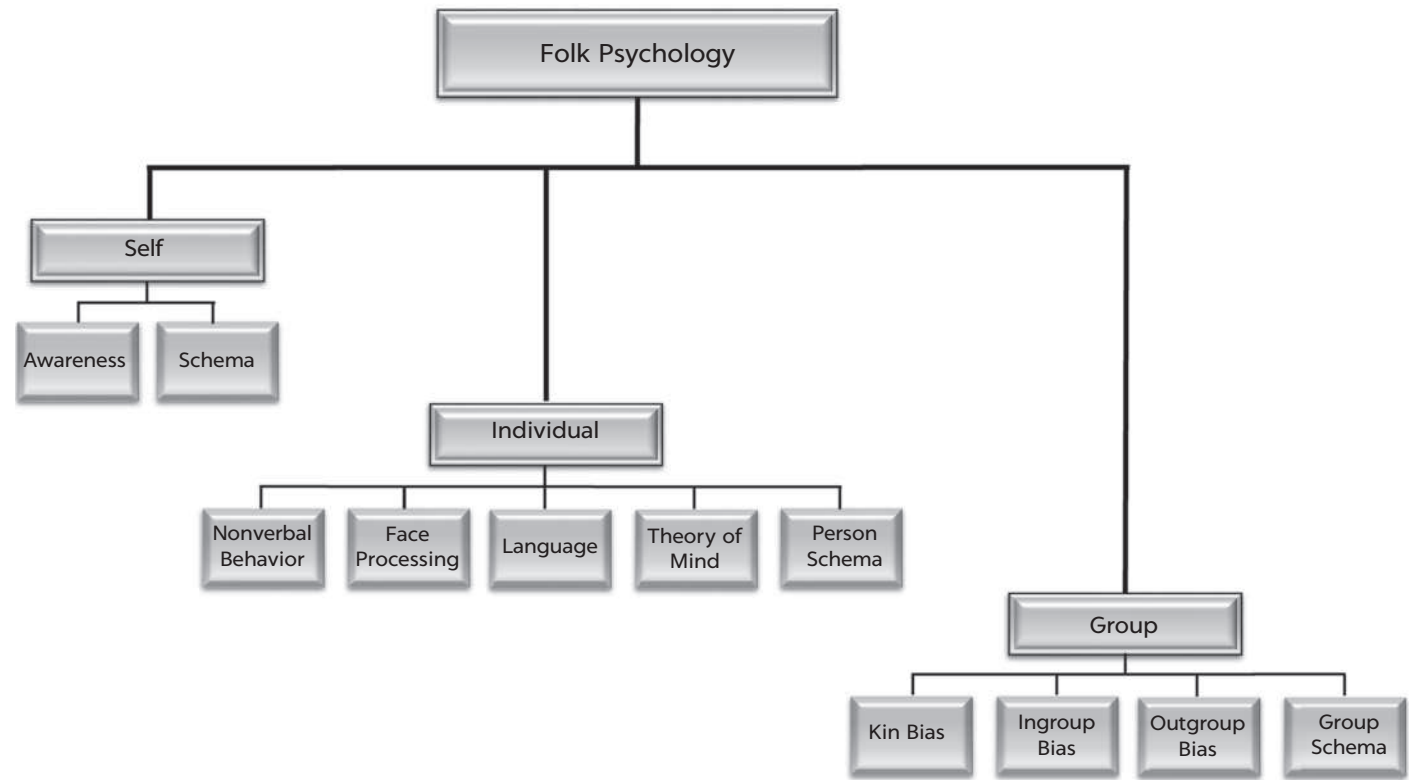 Folk Psychology
Self
Awareness
Schema
Individual
Nonverbal
Behavior
Face
Processing
Language
Theory of
Mind
Person
Schema
Group
Kin Bias
Ingroup
Bias
Outgroup
Bias
Group
Schema